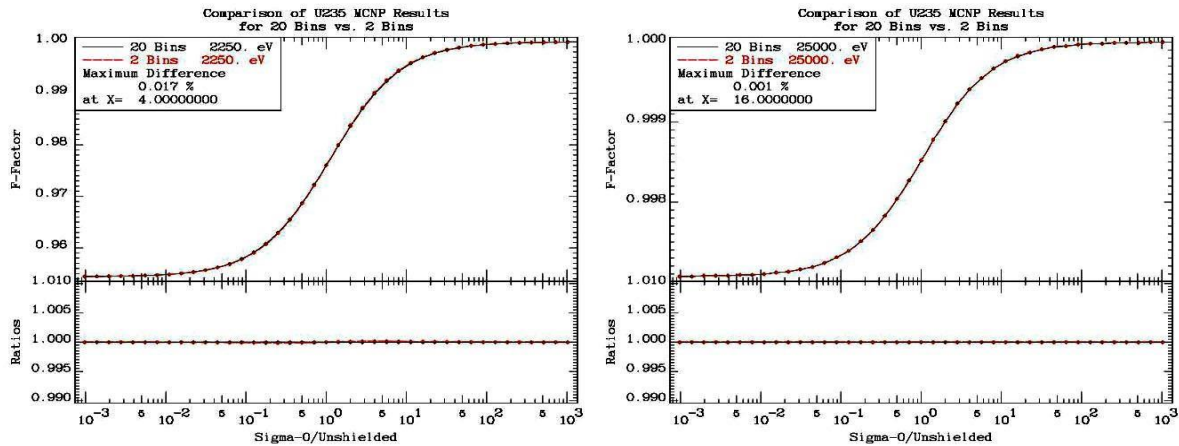 Comparison of U235 MCNP Results
for 20 Bins vs. 2 Bins
20 Bins 2250. eV
2 Bins 2250. eV
Maximum Difference
0.017 %
at X= 4.00000000
F-Factor
1.00
0.99
0.98
0.97
0.96
Ratios
1.010
1.005
1.000
0.995
0.990
10-3 5 10-2 5 10-1 5 100 5 101 5 102 5 103
Sigma-0/Unshielded
Comparison of U235 MCNP Results
for 20 Bins vs. 2 Bins
20 Bins 25000. eV
2 Bins 25000. eV
Maximum Difference
0.001 %
at X= 16.0000000
F-Factor
1.000
0.999
0.998
Ratios
1.010
1.005
1.000
0.995
0.990
10-3 5 10-2 5 10-1 5 100 5 101 5 102 5 103
Sigma-0/Unshielded